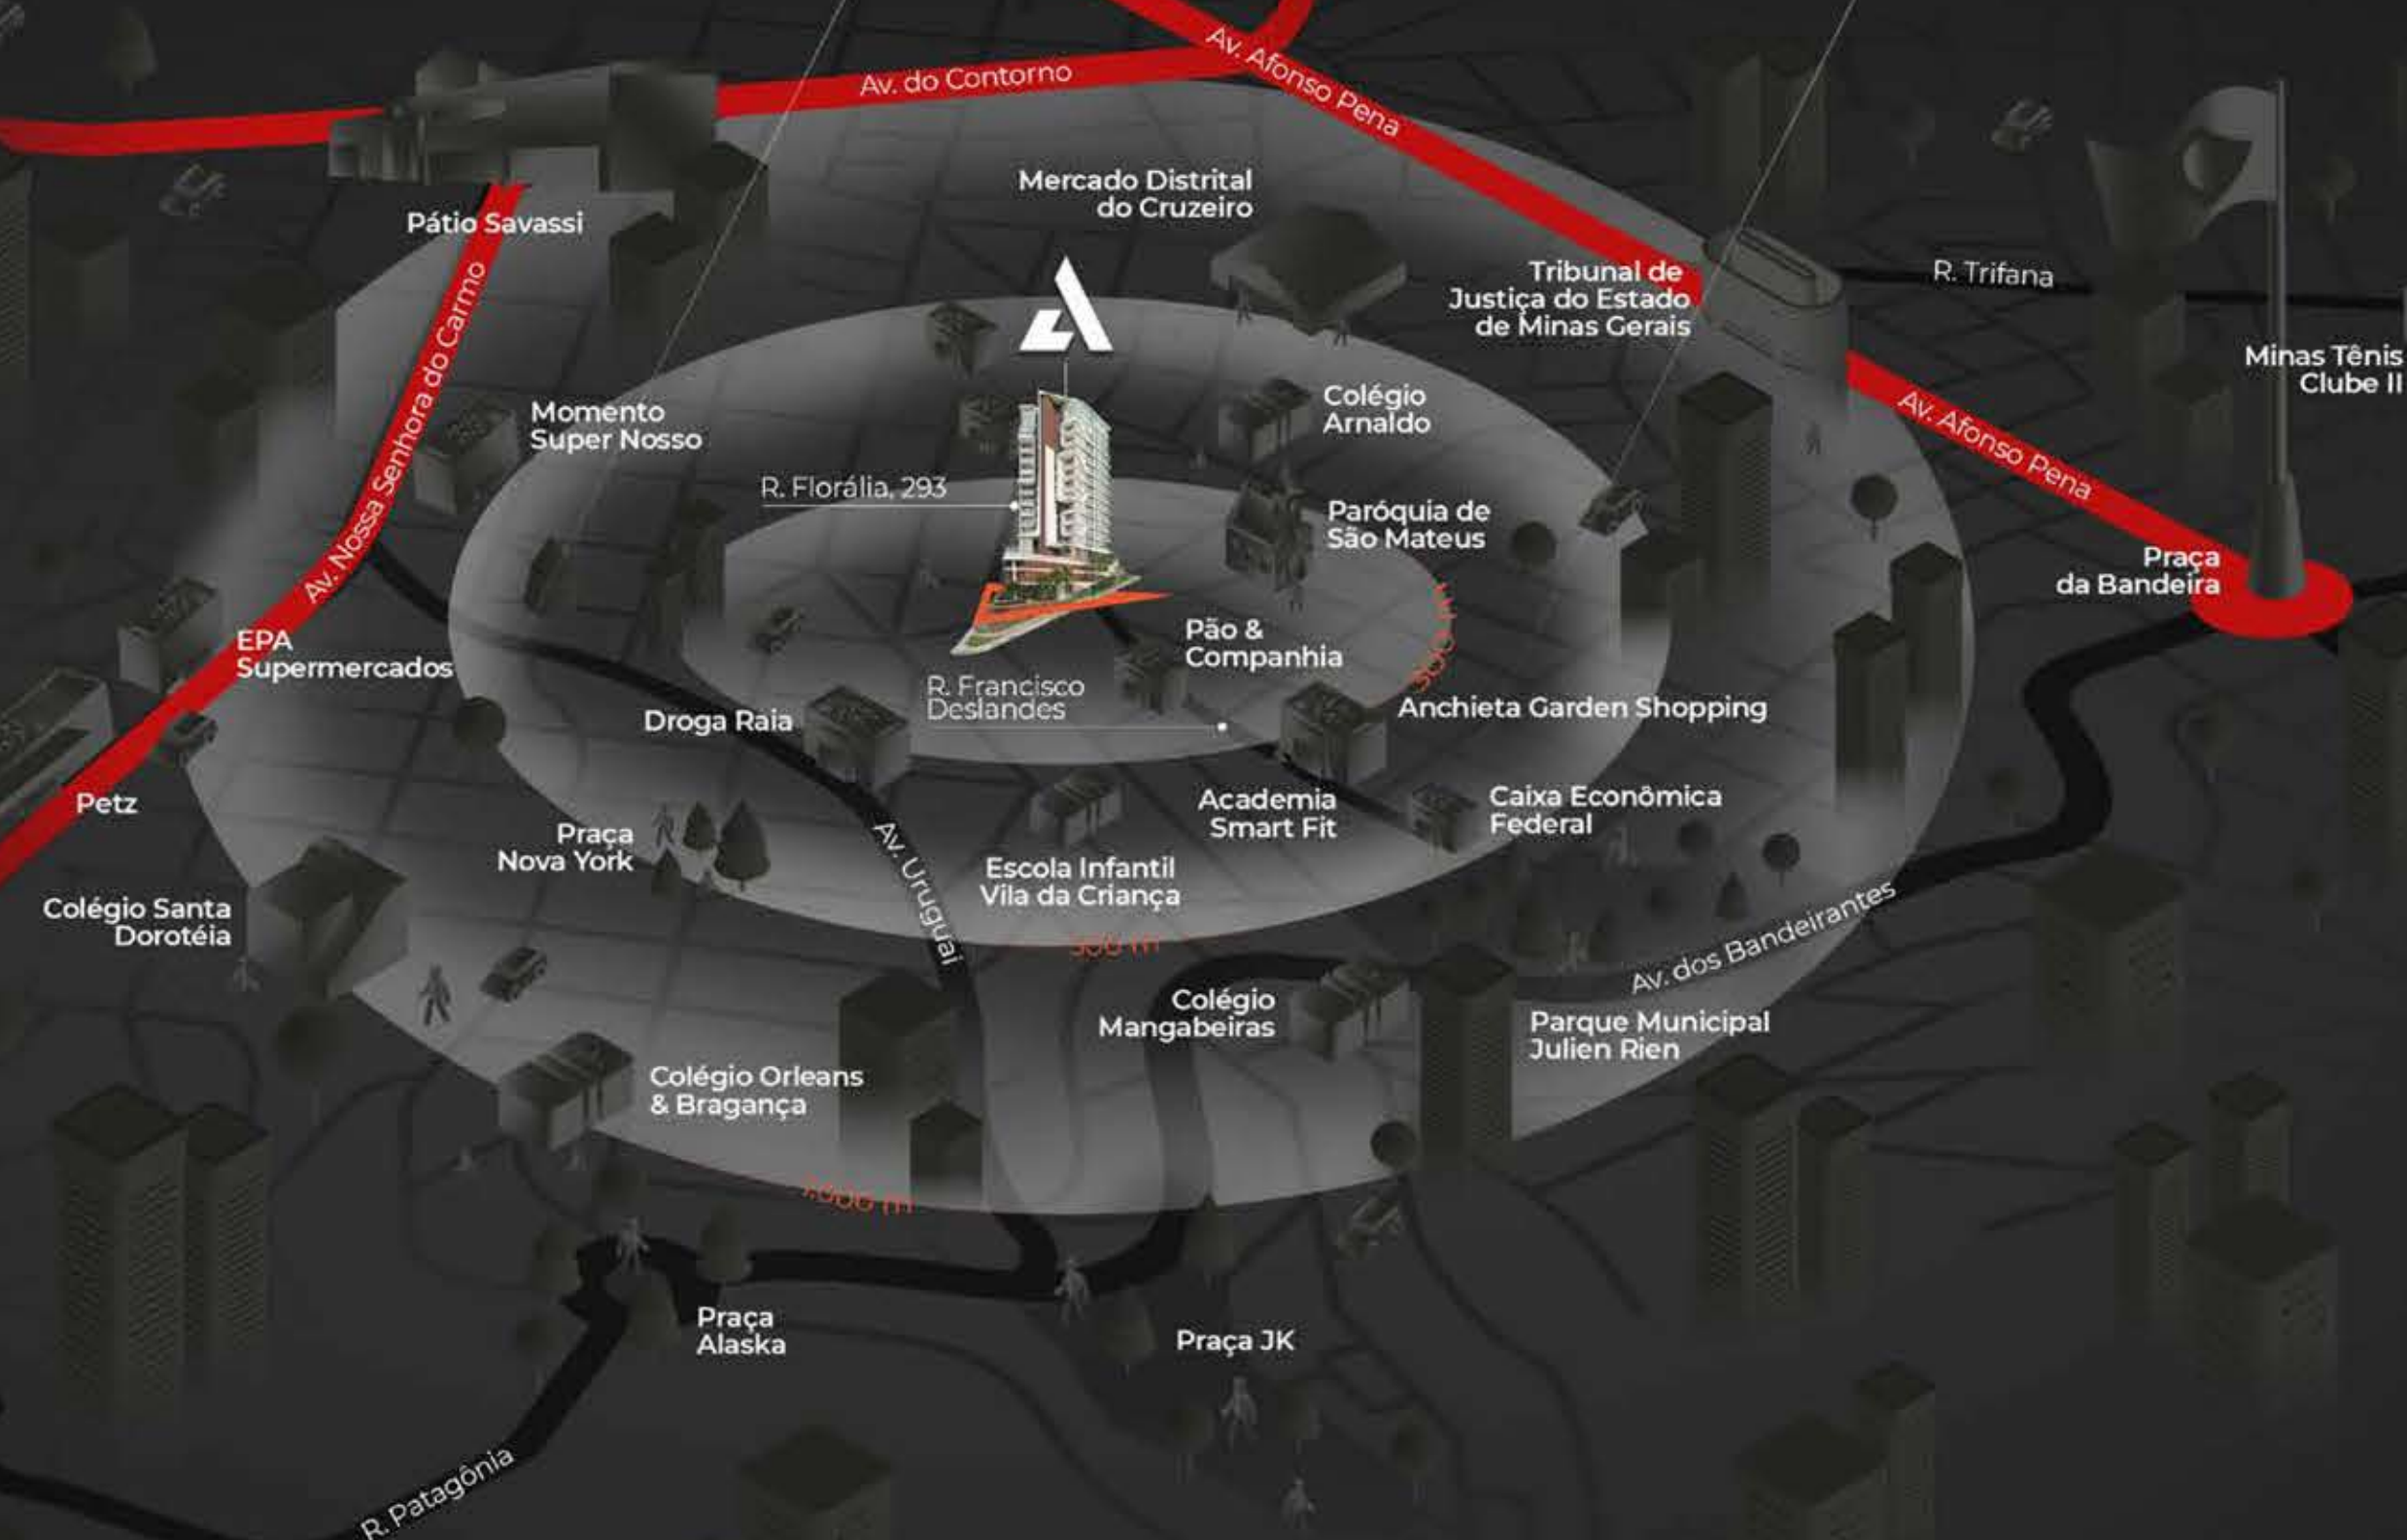 Av. do Contorno
Av. Afonso Pena
Mercado Distrital
do Cruzeiro
Pátio Savassi
Av. Nossa Senhora do Carmo
Tribunal de
Justiça do Estado
de Minas Gerais
R. Trifana
Minas Tênis
Clube II
Av. Afonso Pena
Momento
Super Nosso
Colégio
Arnaldo
R. Florália, 293
Paróquia de
São Mateus
Praça
da Bandeira
EPA
Supermercados
Pão &
Companhia
R. Francisco
Deslandes
Droga Raia
Anchieta Garden Shopping
Petz
Praça
Nova York
Av. Uruguai
Academia
Smart Fit
Caixa Econômica
Federal
Escola Infantil
Vila da Criança
Colégio Santa
Dorotéia
Av. dos Bandeirantes
Colégio
Mangabeiras
Parque Municipal
Julien Rien
Colégio Orleans
& Bragança
Praça
Alaska
Praça JK
R. Patagônia